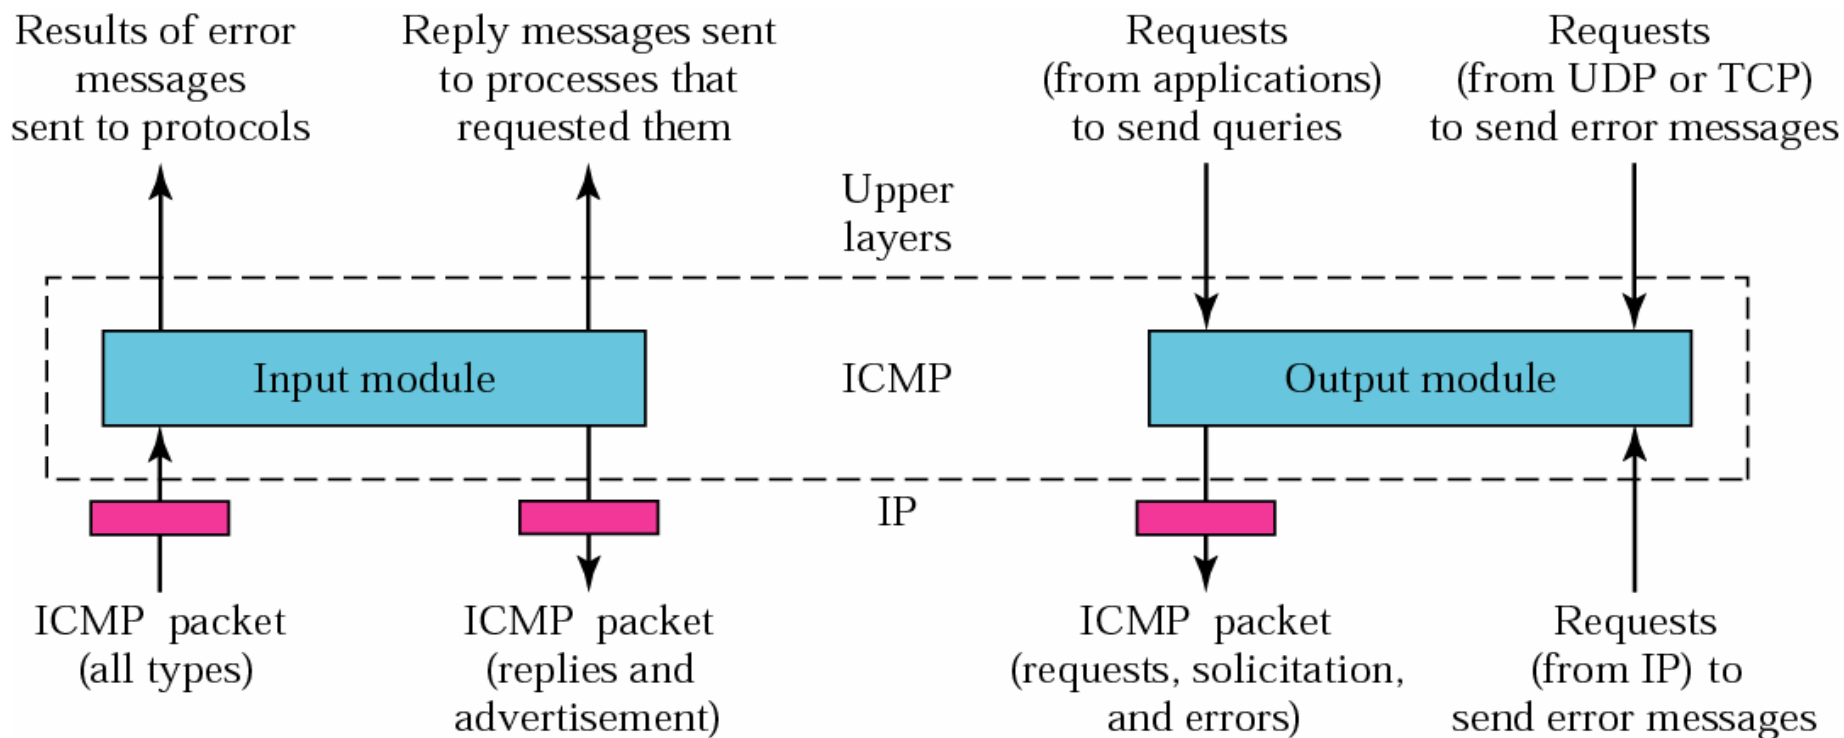 Results of error
messages
sent to protocols
Reply messages sent
to processes that
requested them
Requests
(from applications)
to send queries
Requests
(from UDP or TCP)
to send error messages
Upper
layers
Input module
ICMP
Output module
IP
ICMP packet
(all types)
ICMP packet
(replies and
advertisement)
ICMP packet
(requests, solicitation,
and errors)
Requests
(from IP) to
send error messages